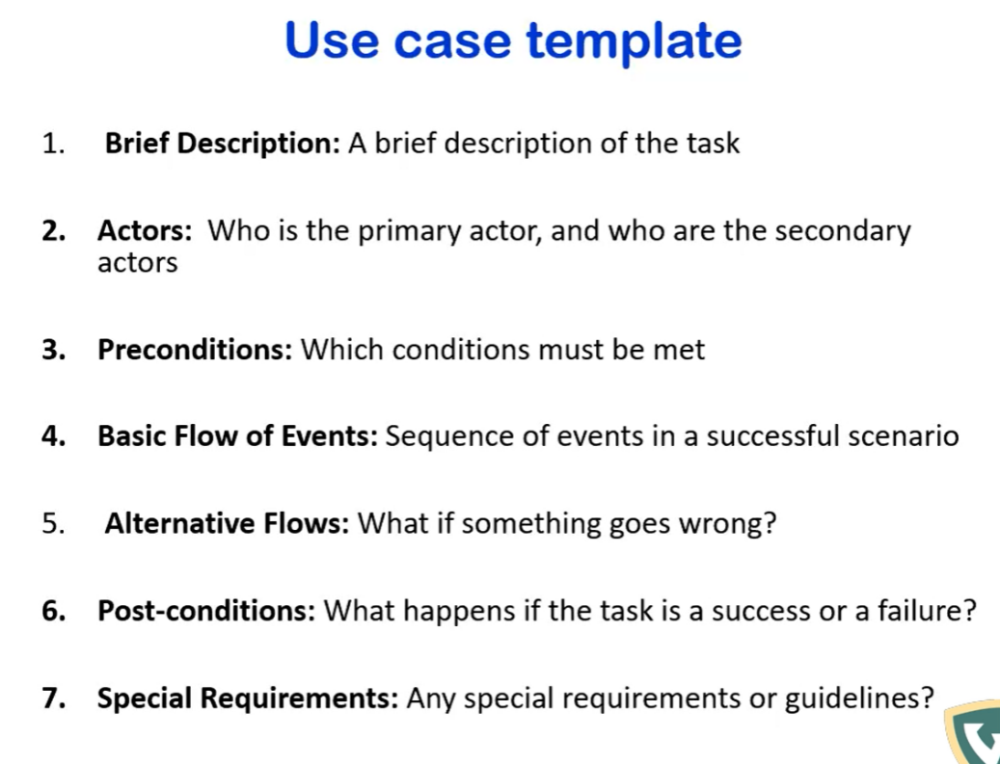 Use case template
1. Brief Description: A brief description of the task
2. Actors: Who is the primary actor, and who are the secondary
actors
3. Preconditions: Which conditions must be met
4. Basic Flow of Events: Sequence of events in a successful scenario
5. Alternative Flows: What if something goes wrong?
6. Post-conditions: What happens if the task is a success or a failure?
7. Special Requirements: Any special requirements or guidelines?